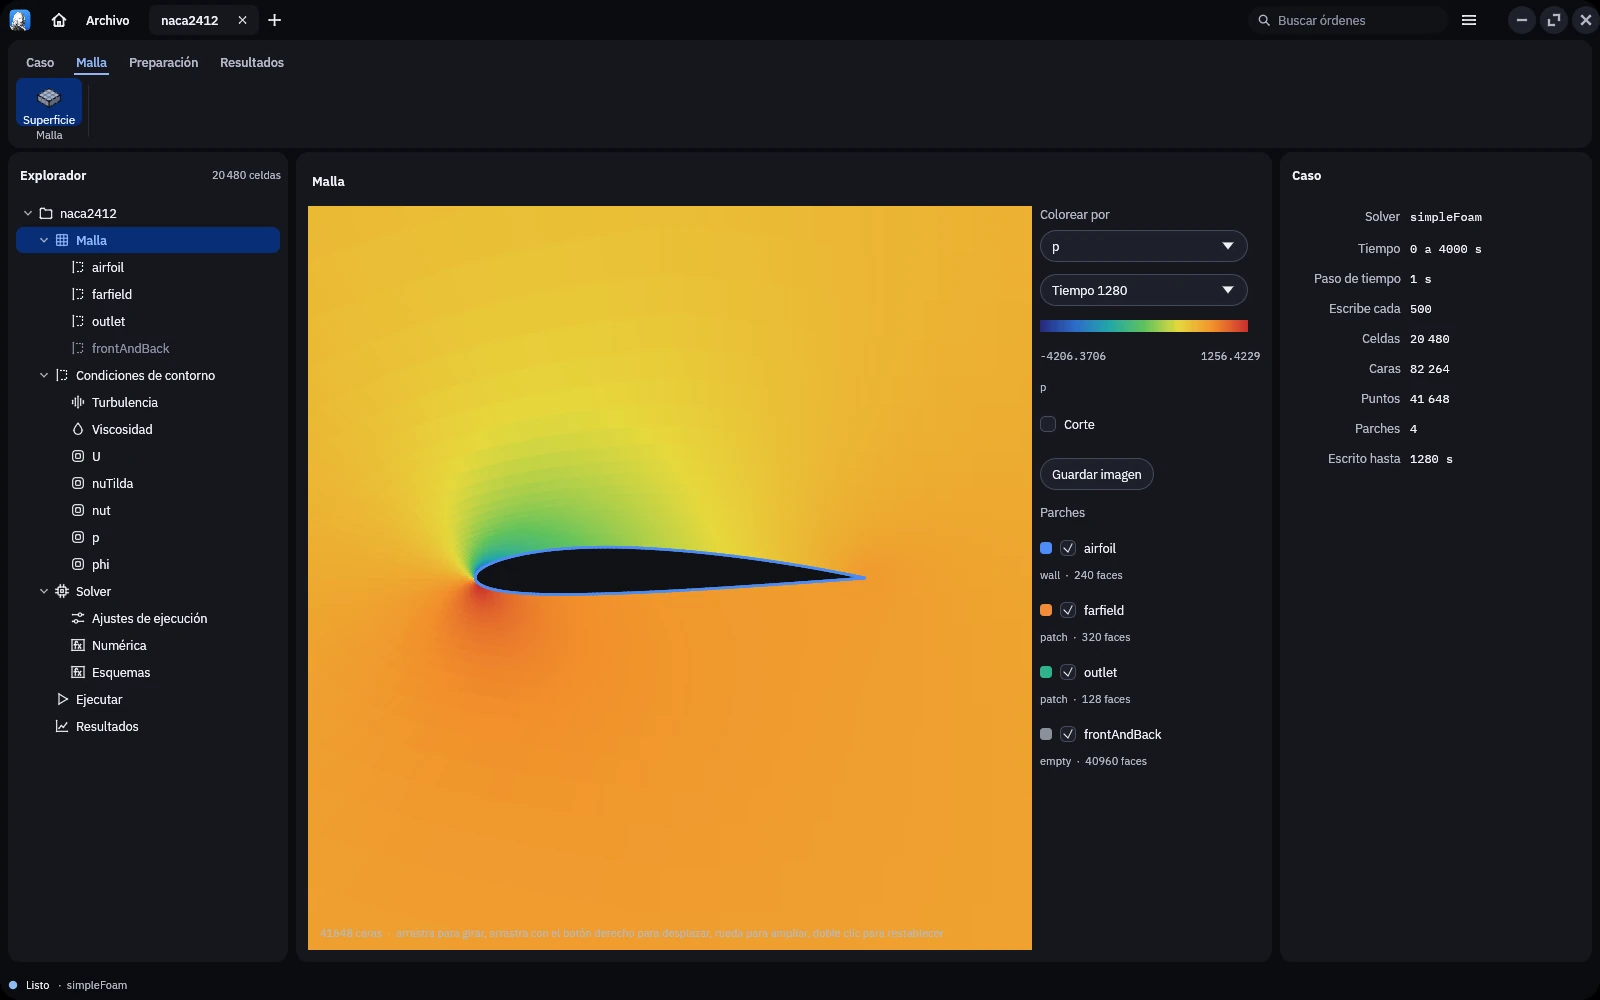 Archivo
naca2412
Buscar órdenes
Caso
Malla
Preparación
Resultados
Superficie
Malla
Explorador
20 480 celdas
naca2412
Malla
airfoil
farfield
outlet
frontAndBack
Condiciones de contorno
Turbulencia
Viscosidad
U
nuTilda
nut
p
phi
Solver
Ajustes de ejecución
Numérica
Esquemas
Ejecutar
Resultados
Malla
41648 caras · arrastra para girar, arrastra con el botón derecho para desplazar, rueda para ampliar, doble clic para restablecer
Colorear por
p
Tiempo 1280
-4206.3706 1256.4229
p
Corte
Guardar imagen
Parches
airfoil
wall · 240 faces
farfield
patch · 320 faces
outlet
patch · 128 faces
frontAndBack
empty · 40960 faces
Caso
Solver simpleFoam
Tiempo 0 a 4000 s
Paso de tiempo 1 s
Escribe cada 500
Celdas 20 480
Caras 82 264
Puntos 41 648
Parches 4
Escrito hasta 1280 s
Listo · simpleFoam